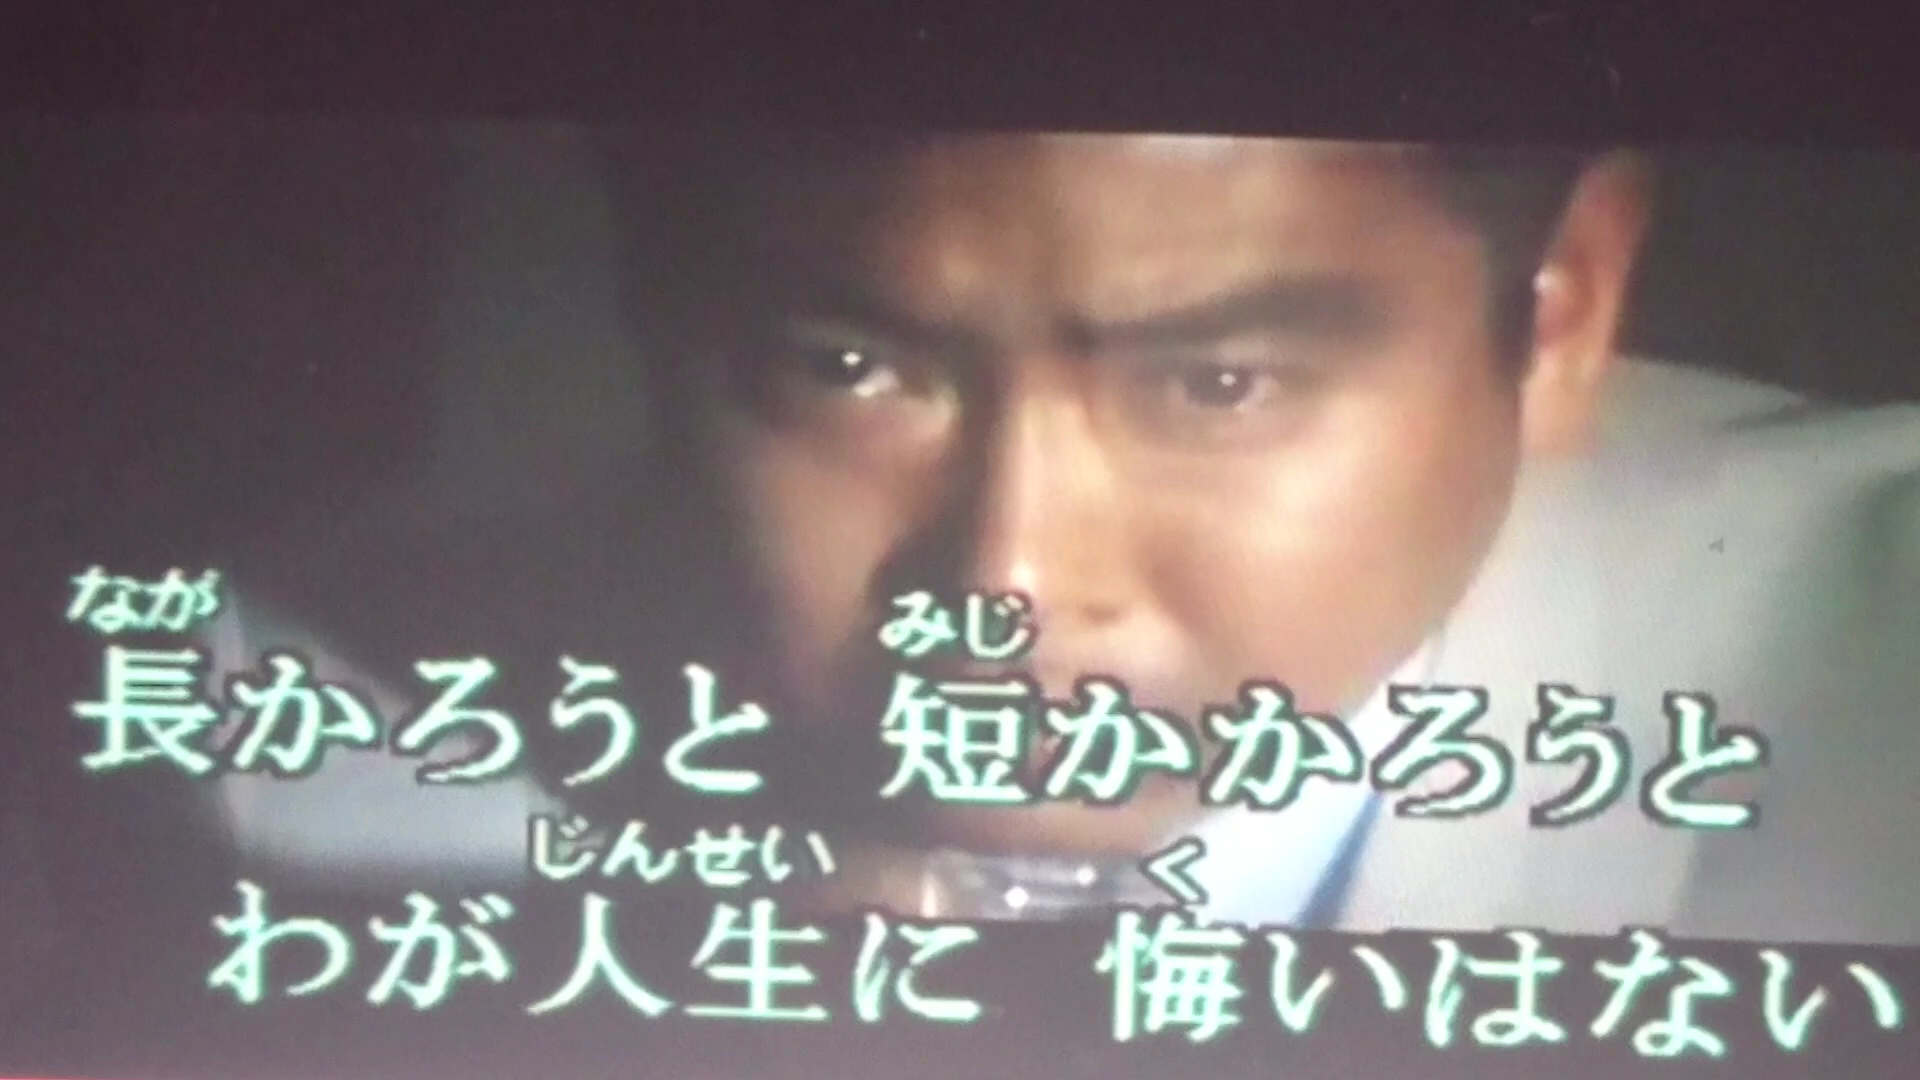 なが みじ
長かろうと 短かかろうと
じんせい く
わが人生に 悔いはない